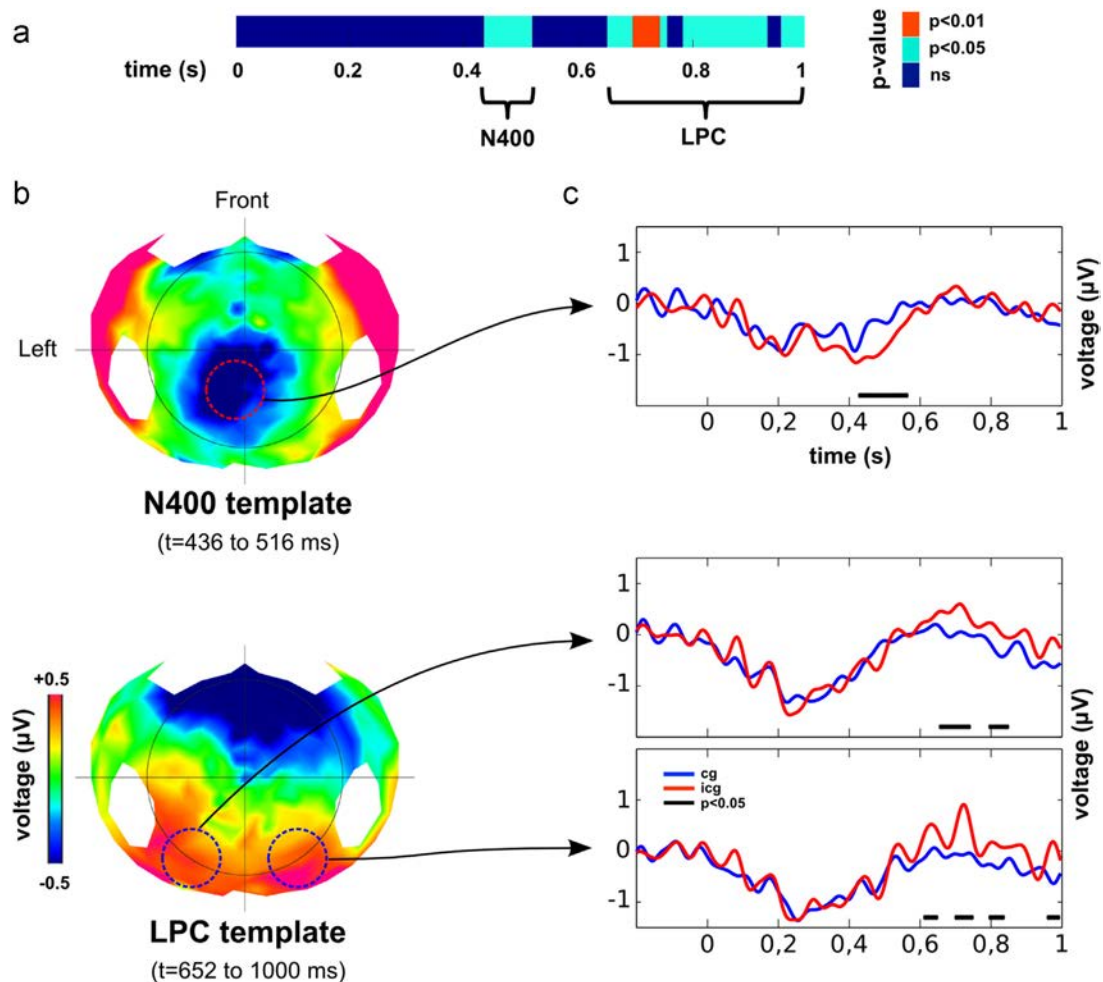 a
p<0.01
p<0.05
ns
p-value
time (s)
0 0.2 0.4 0.6 0.8 1
N400 LPC
b
Front
Left
N400 template
(t=436 to 516 ms)
+0.5
voltage (µV)
-0.5
LPC template
(t=652 to 1000 ms)
c
1
0
-1
voltage (µV)
0 0,2 0,4 0,6 0,8 1
time (s)
1
0
-1
voltage (µV)
cg
icg
p<0.05
1
0
-1
0 0,2 0,4 0,6 0,8 1